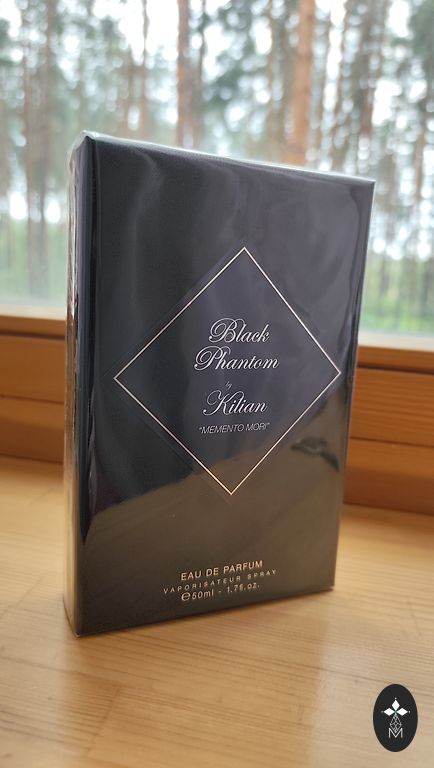 Black
Phantom
by
Kilian
"MEMENTO MORI"
EAU DE PARFUM
VAPORISATEUR SPRAY
℮50ml - 1.7fl.oz.
M